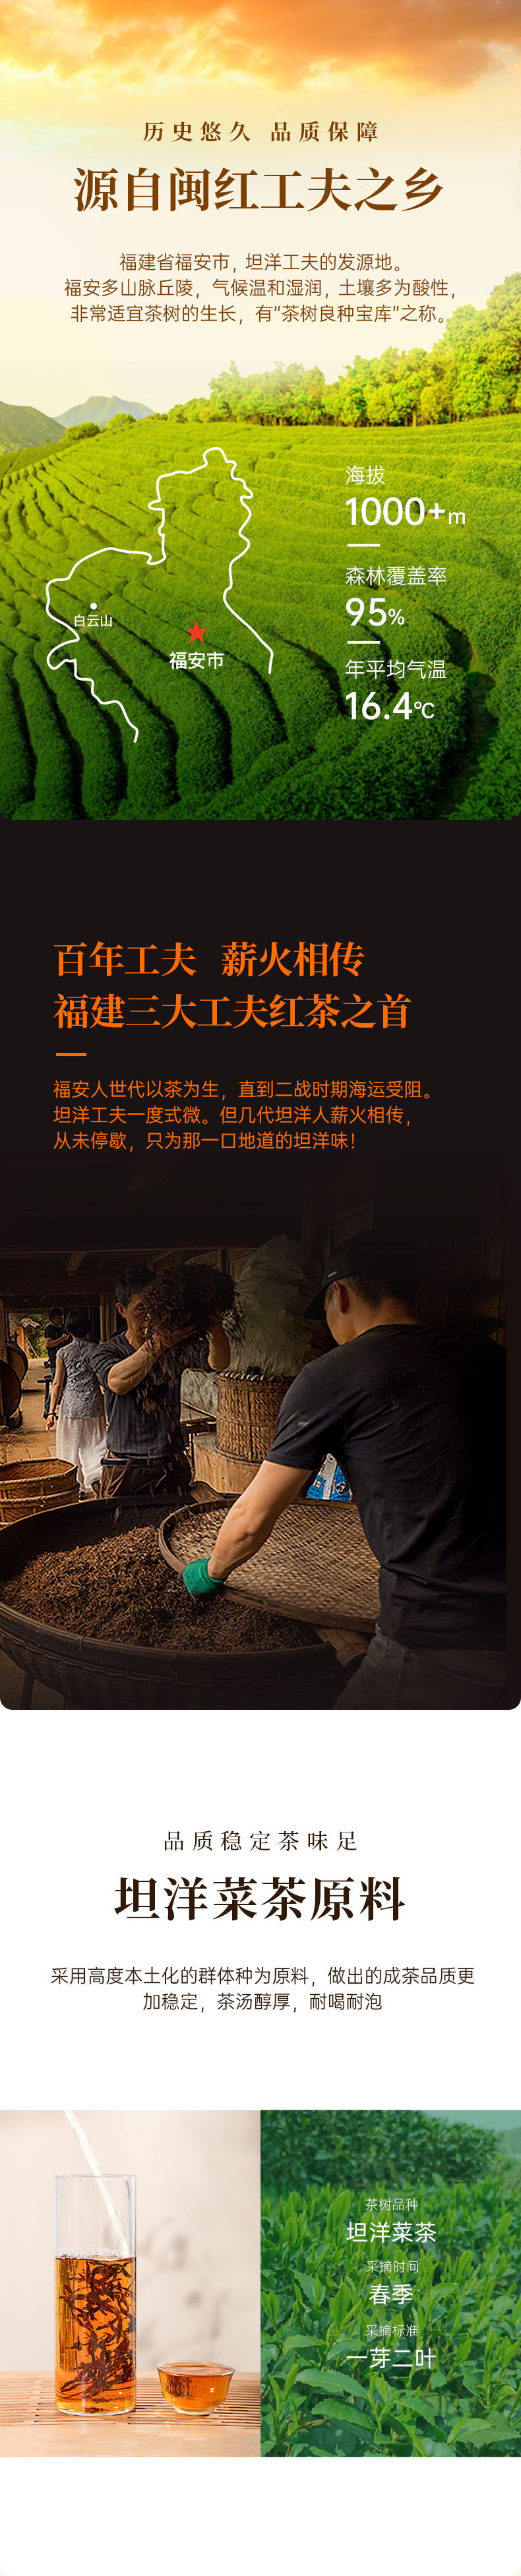 历史悠久 品质保障
源自闽红工夫之乡
福建省福安市，坦洋工夫的发源地。
福安多山脉丘陵，气候温和湿润，土壤多为酸性，
非常适宜茶树的生长，有“茶树良种宝库”之称。
海拔
1000+m
森林覆盖率
95%
年平均气温
16.4℃
白云山
福安市
百年工夫 薪火相传
福建三大工夫红茶之首
福安人世代以茶为生，直到二战时期海运受阻。
坦洋工夫一度式微。但几代坦洋人薪火相传，
从未停歇，只为那一口地道的坦洋味！
品质稳定茶味足
坦洋菜茶原料
采用高度本土化的群体种为原料，做出的成茶品质更
加稳定，茶汤醇厚，耐喝耐泡
茶树品种
坦洋菜茶
采摘时间
春季
采摘标准
一芽二叶